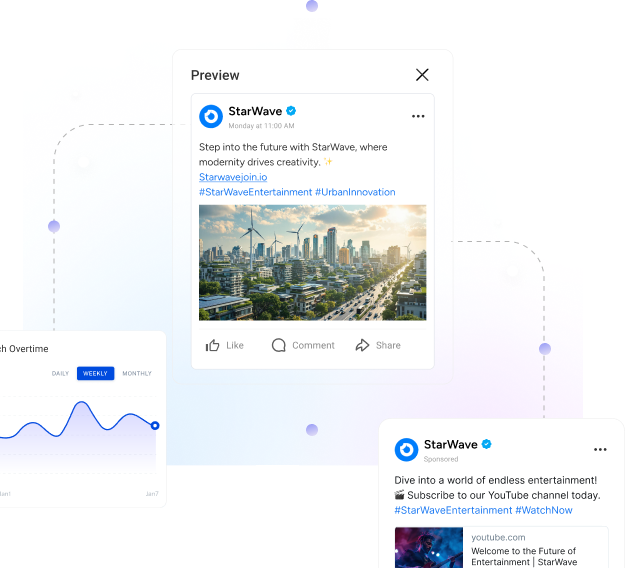 Preview
StarWave
Monday at 11:00 AM
Step into the future with StarWave, where
modernity drives creativity. ✨
Starwavejoin.io
#StarWaveEntertainment #UrbanInnovation
Like Comment Share
Overtime
DAILY WEEKLY MONTHLY
Jan7
StarWave
Sponsored
Dive into a world of endless entertainment!
🎬 Subscribe to our YouTube channel today.
#StarWaveEntertainment #WatchNow
youtube.com
Welcome to the Future of
Entertainment | StarWave